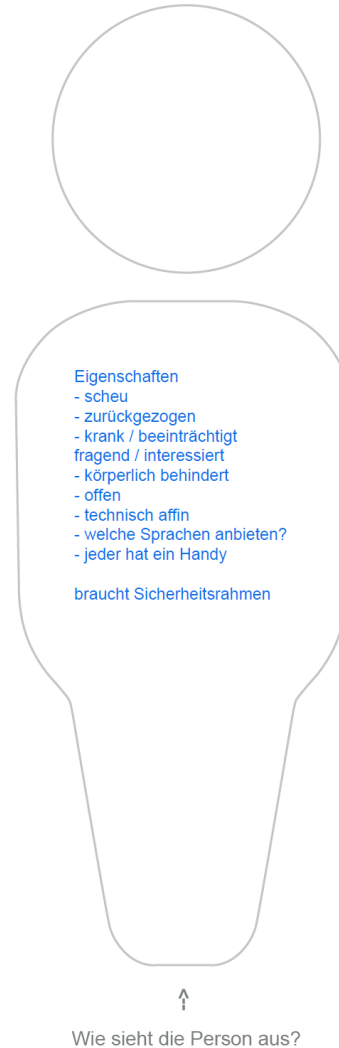 Eigenschaften
- scheu
- zurückgezogen
- krank / beeinträchtigt
fragend / interessiert
- körperlich behindert
- offen
- technisch affin
- welche Sprachen anbieten?
- jeder hat ein Handy
braucht Sicherheitsrahmen
Wie sieht die Person aus?